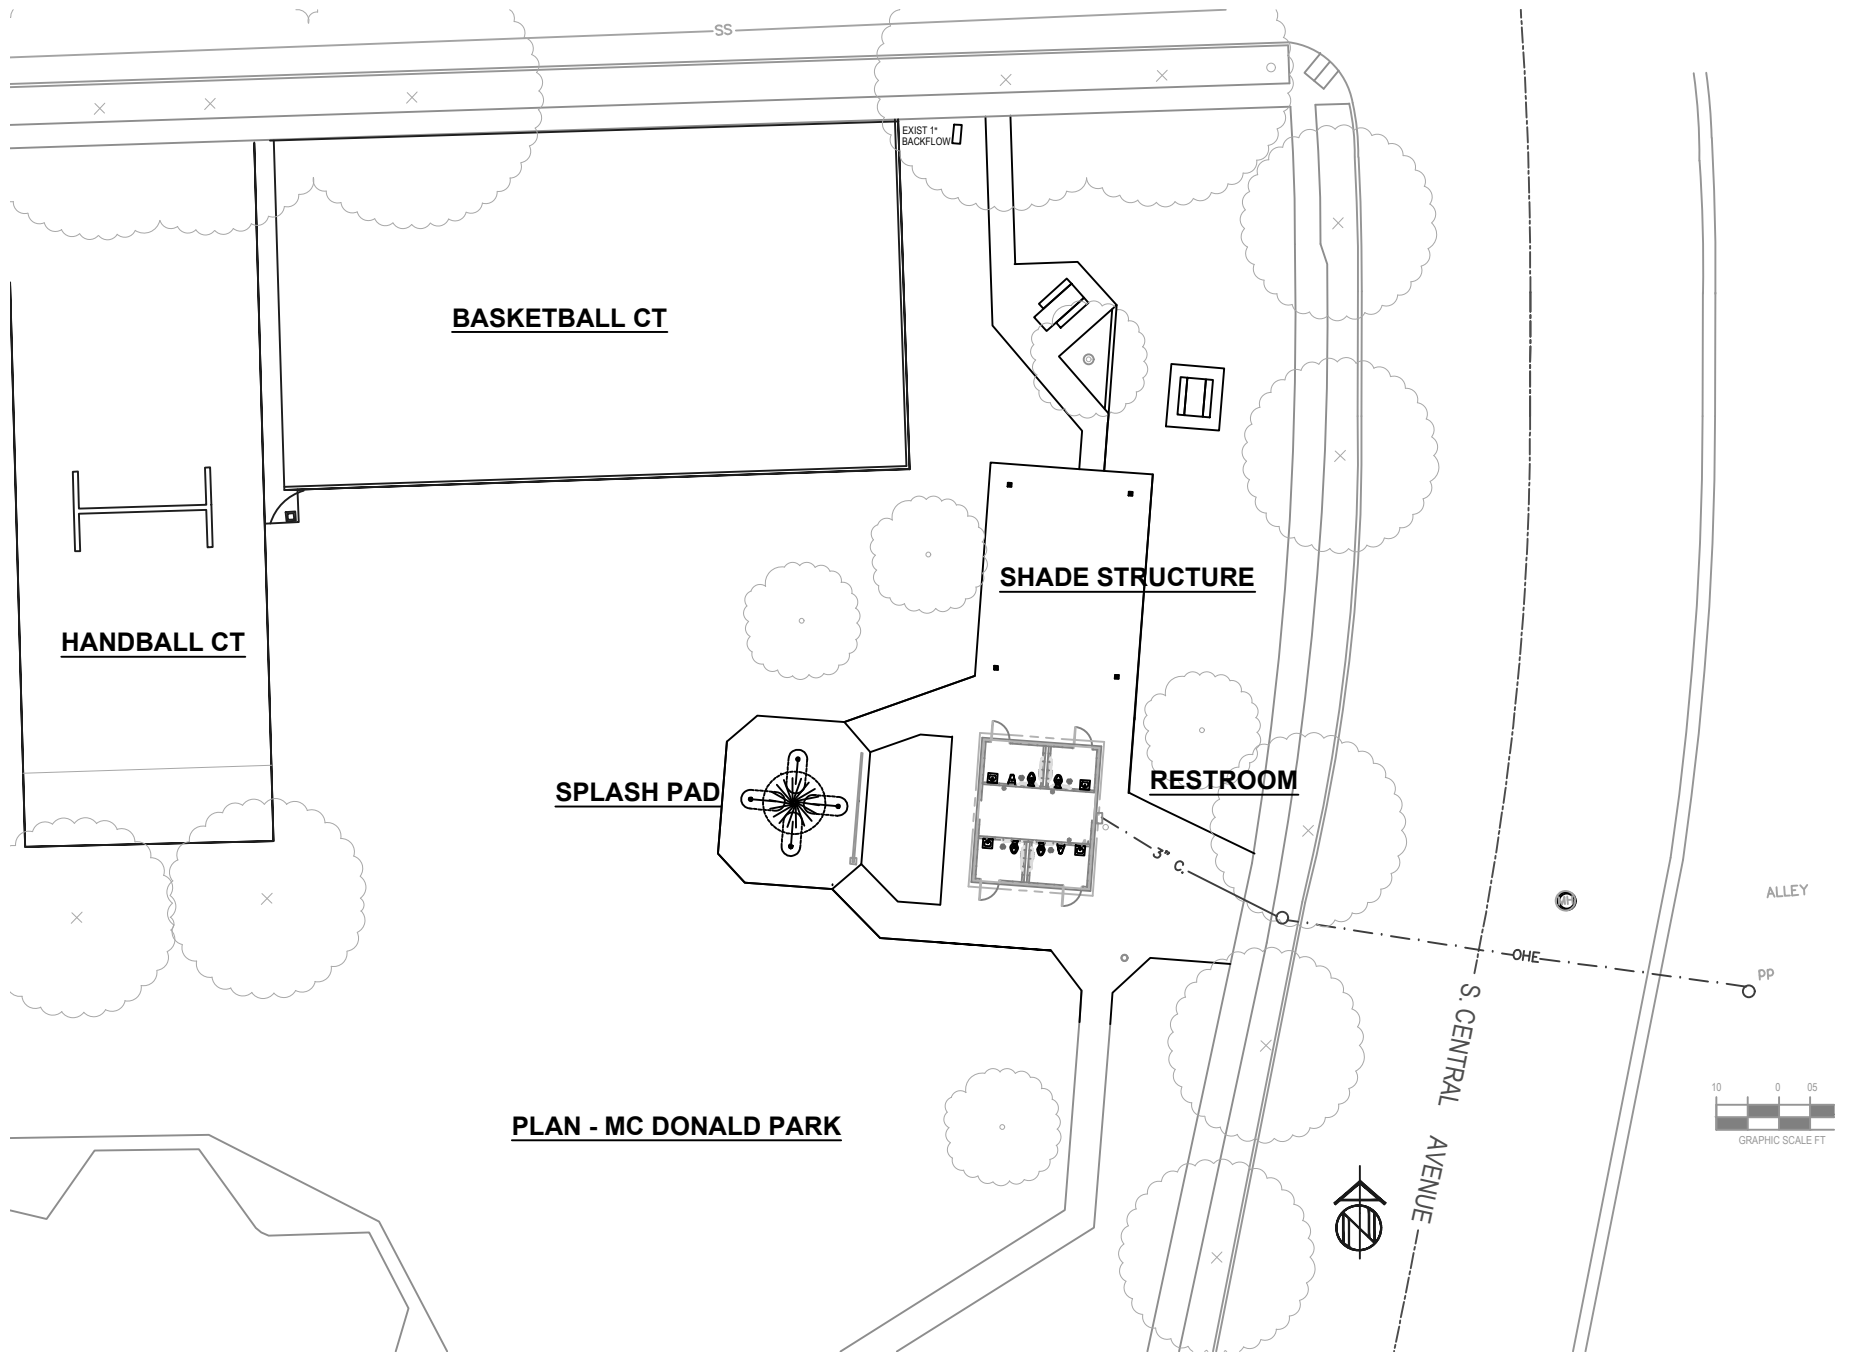 SS
EXIST 1"
BACKFLOW
BASKETBALL CT
SHADE STRUCTURE
HANDBALL CT
RESTROOM
SPLASH PAD
3" C.
MH
ALLEY
OHE
PP
S. CENTRAL AVENUE
10 0 05
GRAPHIC SCALE FT
PLAN - MC DONALD PARK
N